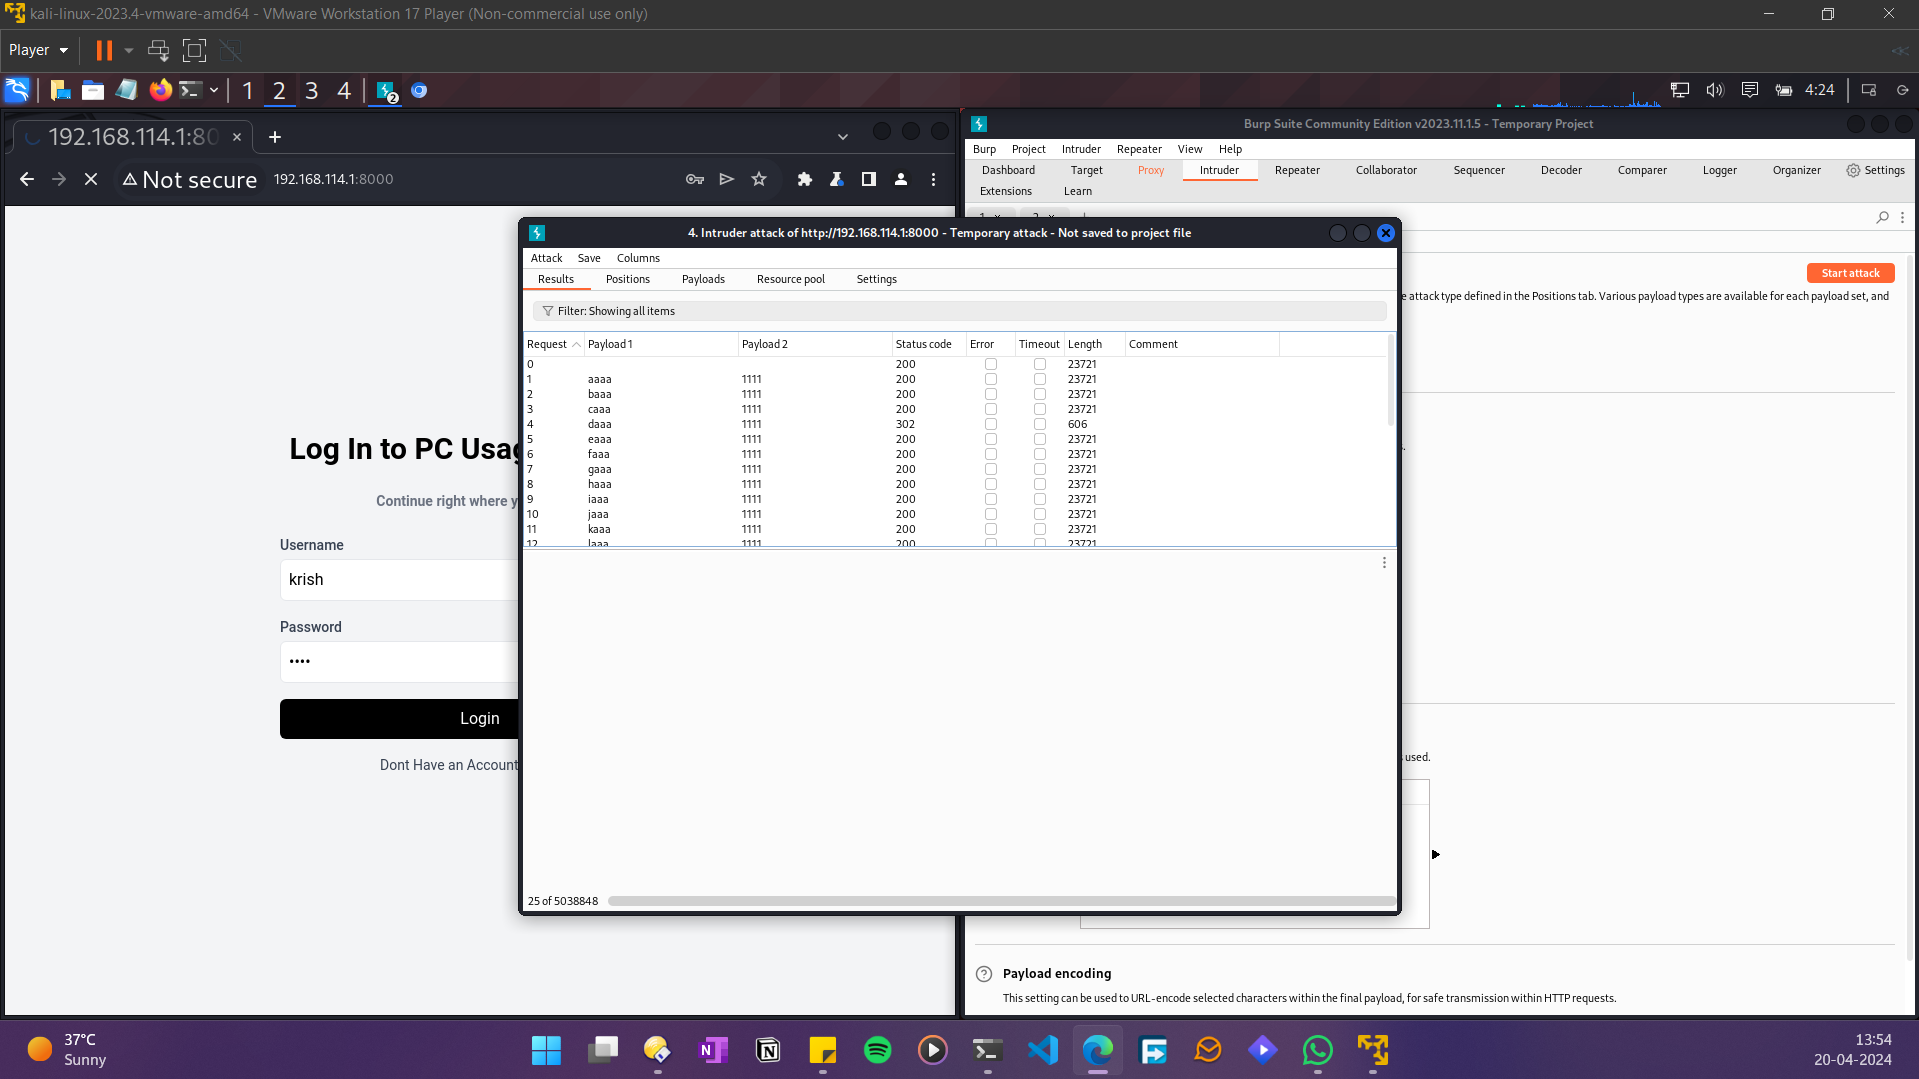 kali-linux-2023.4-vmware-amd64 - VMware Workstation 17 Player (Non-commercial use only)
Player
1 2 3 4 2 4:24
192.168.114.1:80
Not secure 192.168.114.1:8000
Log In to PC Usag
Continue right where y
Username
krish
Password
••••
Login
Dont Have an Account
Burp Suite Community Edition v2023.11.1.5 - Temporary Project
Burp Project Intruder Repeater View Help
Dashboard Target Proxy Intruder Repeater Collaborator Sequencer Decoder Comparer Logger Organizer Settings
Extensions Learn
Start attack
e attack type defined in the Positions tab. Various payload types are available for each payload set, and
s used.
Payload encoding
This setting can be used to URL-encode selected characters within the final payload, for safe transmission within HTTP requests.
4. Intruder attack of http://192.168.114.1:8000 - Temporary attack - Not saved to project file
Attack Save Columns
Results Positions Payloads Resource pool Settings
Filter: Showing all items
Request Payload 1 Payload 2 Status code Error Timeout Length Comment
0 200 23721
1 aaaa 1111 200 23721
2 baaa 1111 200 23721
3 caaa 1111 200 23721
4 daaa 1111 302 606
5 eaaa 1111 200 23721
6 faaa 1111 200 23721
7 gaaa 1111 200 23721
8 haaa 1111 200 23721
9 iaaa 1111 200 23721
10 jaaa 1111 200 23721
11 kaaa 1111 200 23721
12 laaa 1111 200 23721
25 of 5038848
37°C
Sunny
13:54
20-04-2024